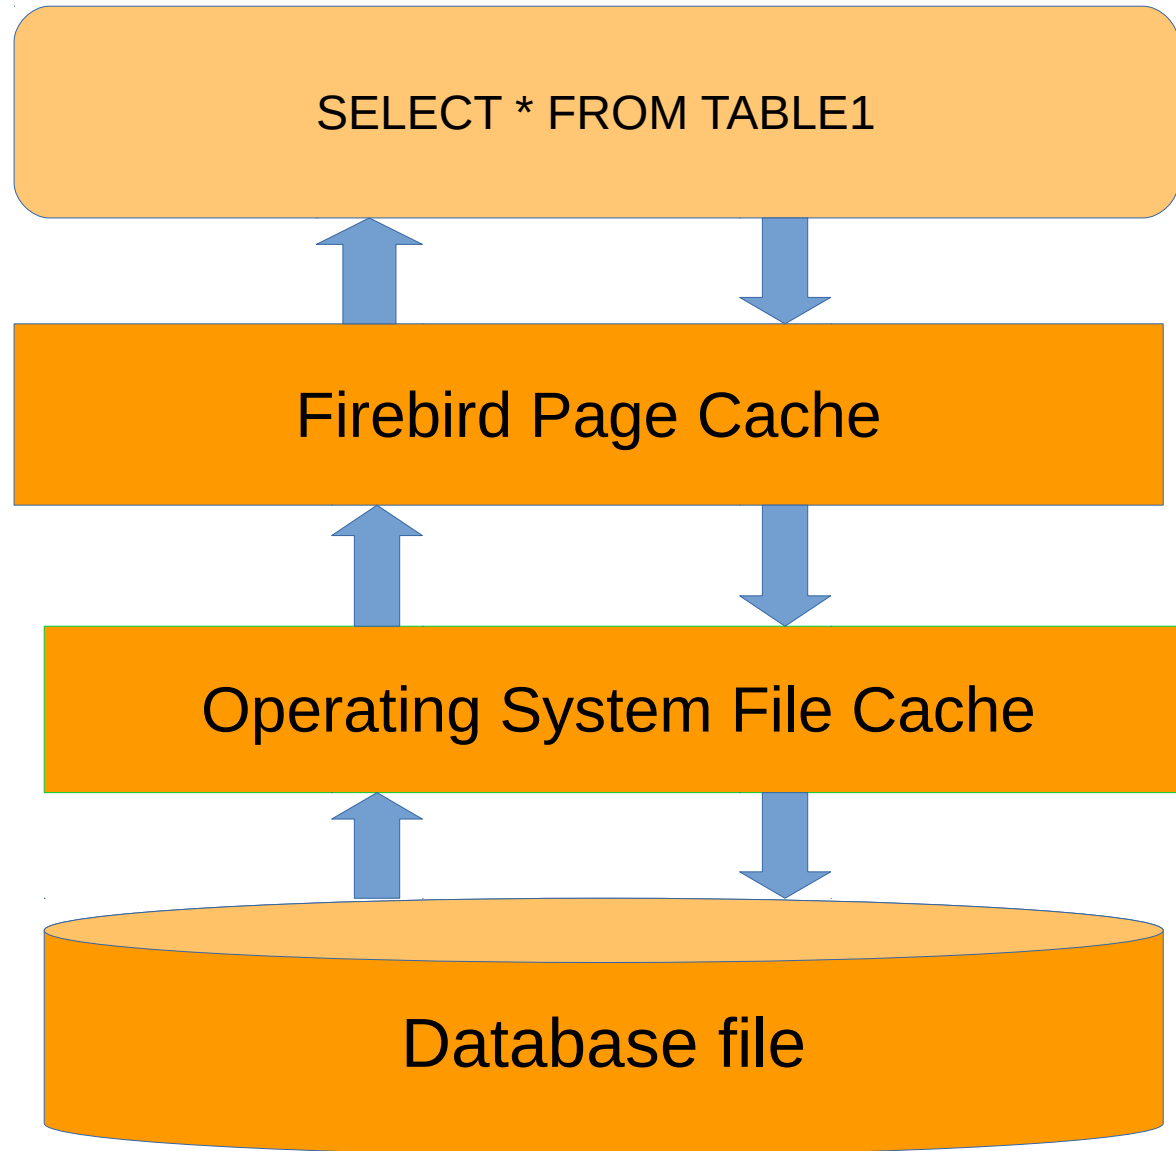 SELECT * FROM TABLE1
Firebird Page Cache
Operating System File Cache
Database file